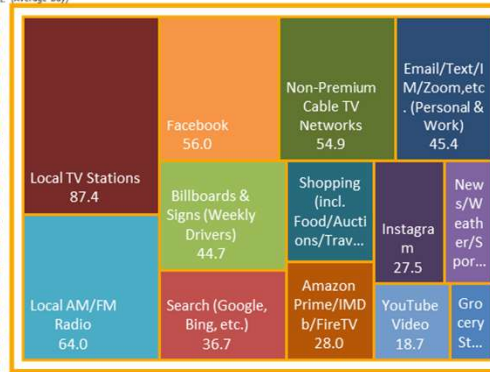 (Average Day)
Local TV Stations
87.4
Local AM/FM
Radio
64.0
Facebook
56.0
Billboards &
Signs (Weekly
Drivers)
44.7
Search (Google,
Bing, etc.)
36.7
Non-Premium
Cable TV
Networks
54.9
Shopping
(incl.
Food/Aucti
ons/Trav...
Amazon
Prime/IMD
b/FireTV
28.0
Email/Text/I
M/Zoom,etc
. (Personal &
Work)
45.4
Instagra
m
27.5
New
s/We
ath
er/S
por...
YouTube
Video
18.7
Gro
cery
St...